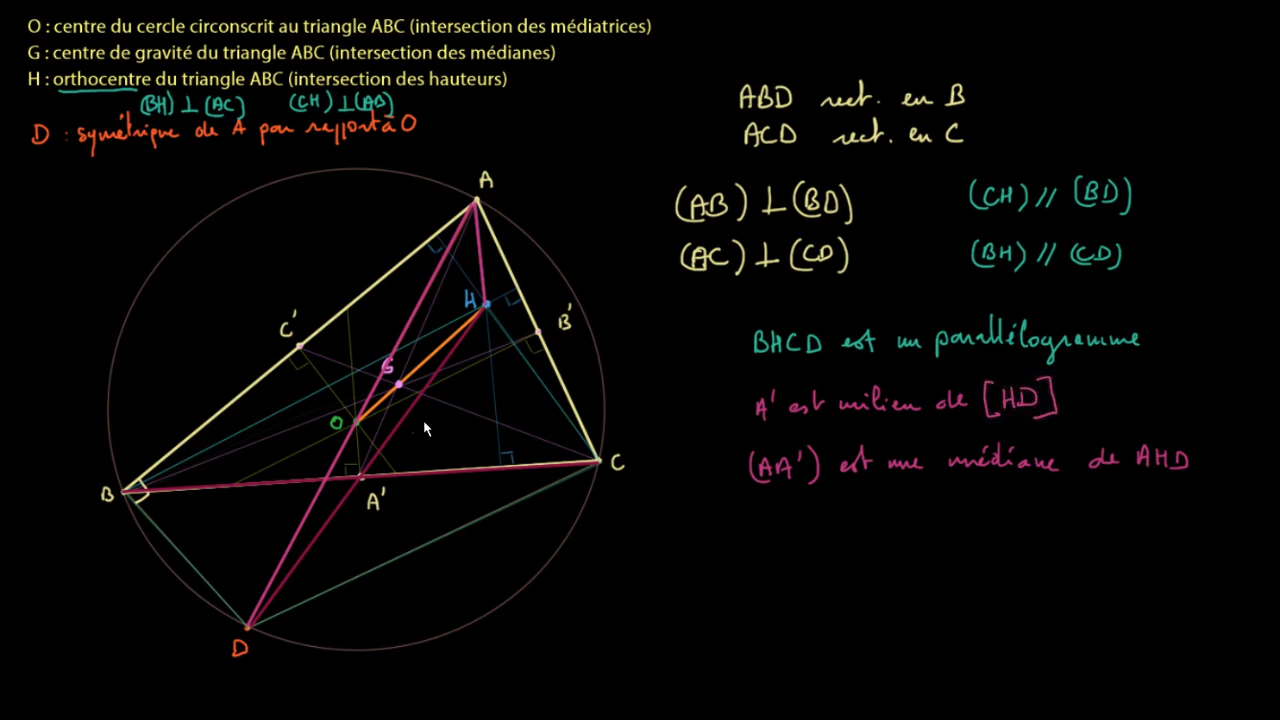 O : centre du cercle circonscrit au triangle ABC (intersection des médiatrices)
G : centre de gravité du triangle ABC (intersection des médianes)
H : orthocentre du triangle ABC (intersection des hauteurs)
(BH) ⊥ (AC) (CH) ⊥ (AB)
D : symétrique de A par rapport à O
ABD rect. en B
ACD rect. en C
(AB) ⊥ (BD) (CH) // (BD)
(AC) ⊥ (CD) (BH) // (CD)
BHCD est un parallélogramme
A' est milieu de [HD]
(AA') est une médiane de AHD
A
H
B'
C'
G
O
C
B
A'
D